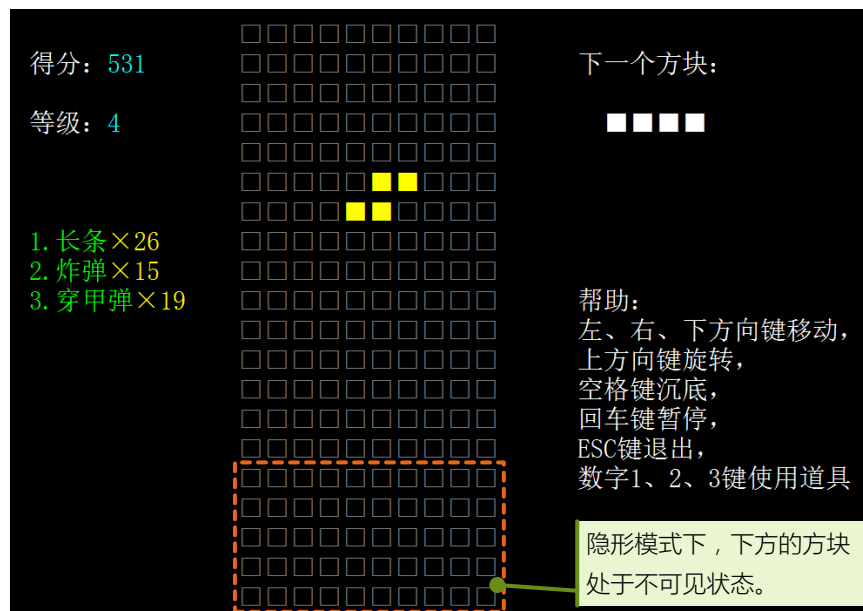 得分：531
等级：4
1.长条×26
2.炸弹×15
3.穿甲弹×19
下一个方块：
帮助：
左、右、下方向键移动，
上方向键旋转，
空格键沉底，
回车键暂停，
ESC键退出，
数字1、2、3键使用道具
隐形模式下，下方的方块
处于不可见状态。